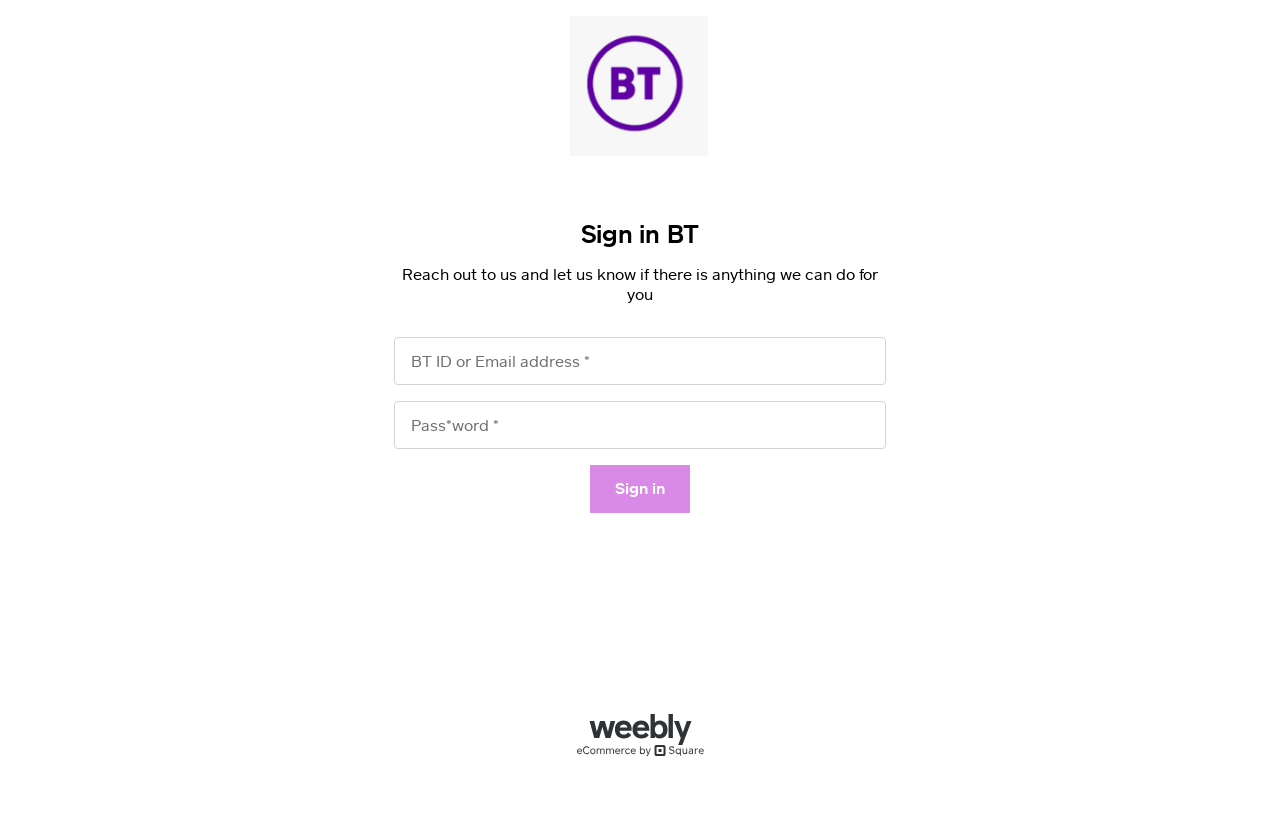 BT
Sign in BT
Reach out to us and let us know if there is anything we can do for
you
BT ID or Email address *
Pass*word *
Sign in
weebly
eCommerce by Square